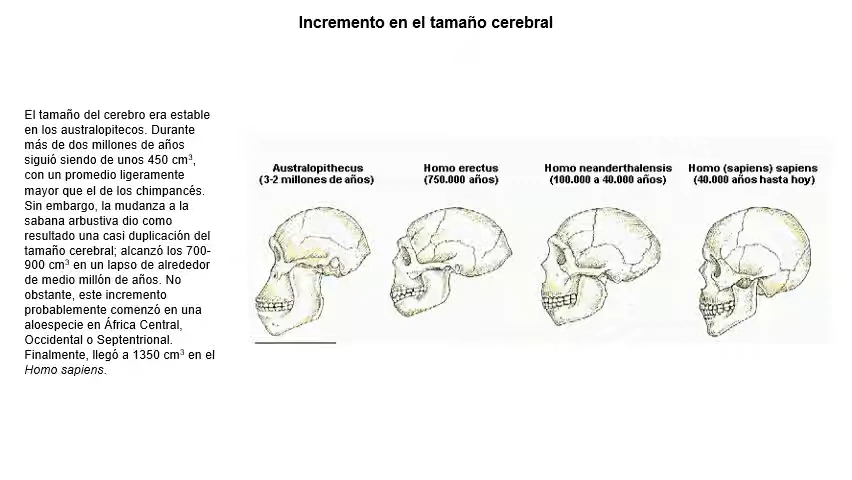 Incremento en el tamaño cerebral
El tamaño del cerebro era estable
en los australopitecos. Durante
más de dos millones de años
siguió siendo de unos 450 cm³,
con un promedio ligeramente
mayor que el de los chimpancés.
Sin embargo, la mudanza a la
sabana arbustiva dio como
resultado una casi duplicación del
tamaño cerebral; alcanzó los 700-
900 cm³ en un lapso de alrededor
de medio millón de años. No
obstante, este incremento
probablemente comenzó en una
aloespecie en África Central,
Occidental o Septentrional.
Finalmente, llegó a 1350 cm³ en el
Homo sapiens.
Australopithecus
(3-2 millones de años)
Homo erectus
(750.000 años)
Homo neanderthalensis
(100.000 a 40.000 años)
Homo (sapiens) sapiens
(40.000 años hasta hoy)